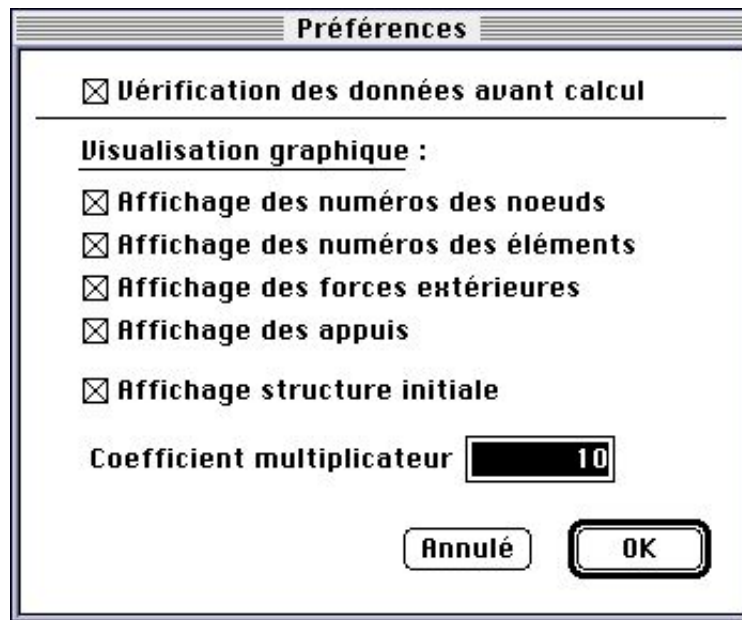 Préférences
Vérification des données avant calcul
Visualisation graphique :
Affichage des numéros des noeuds
Affichage des numéros des éléments
Affichage des forces extérieures
Affichage des appuis
Affichage structure initiale
Coefficient multiplicateur 10
Annulé OK